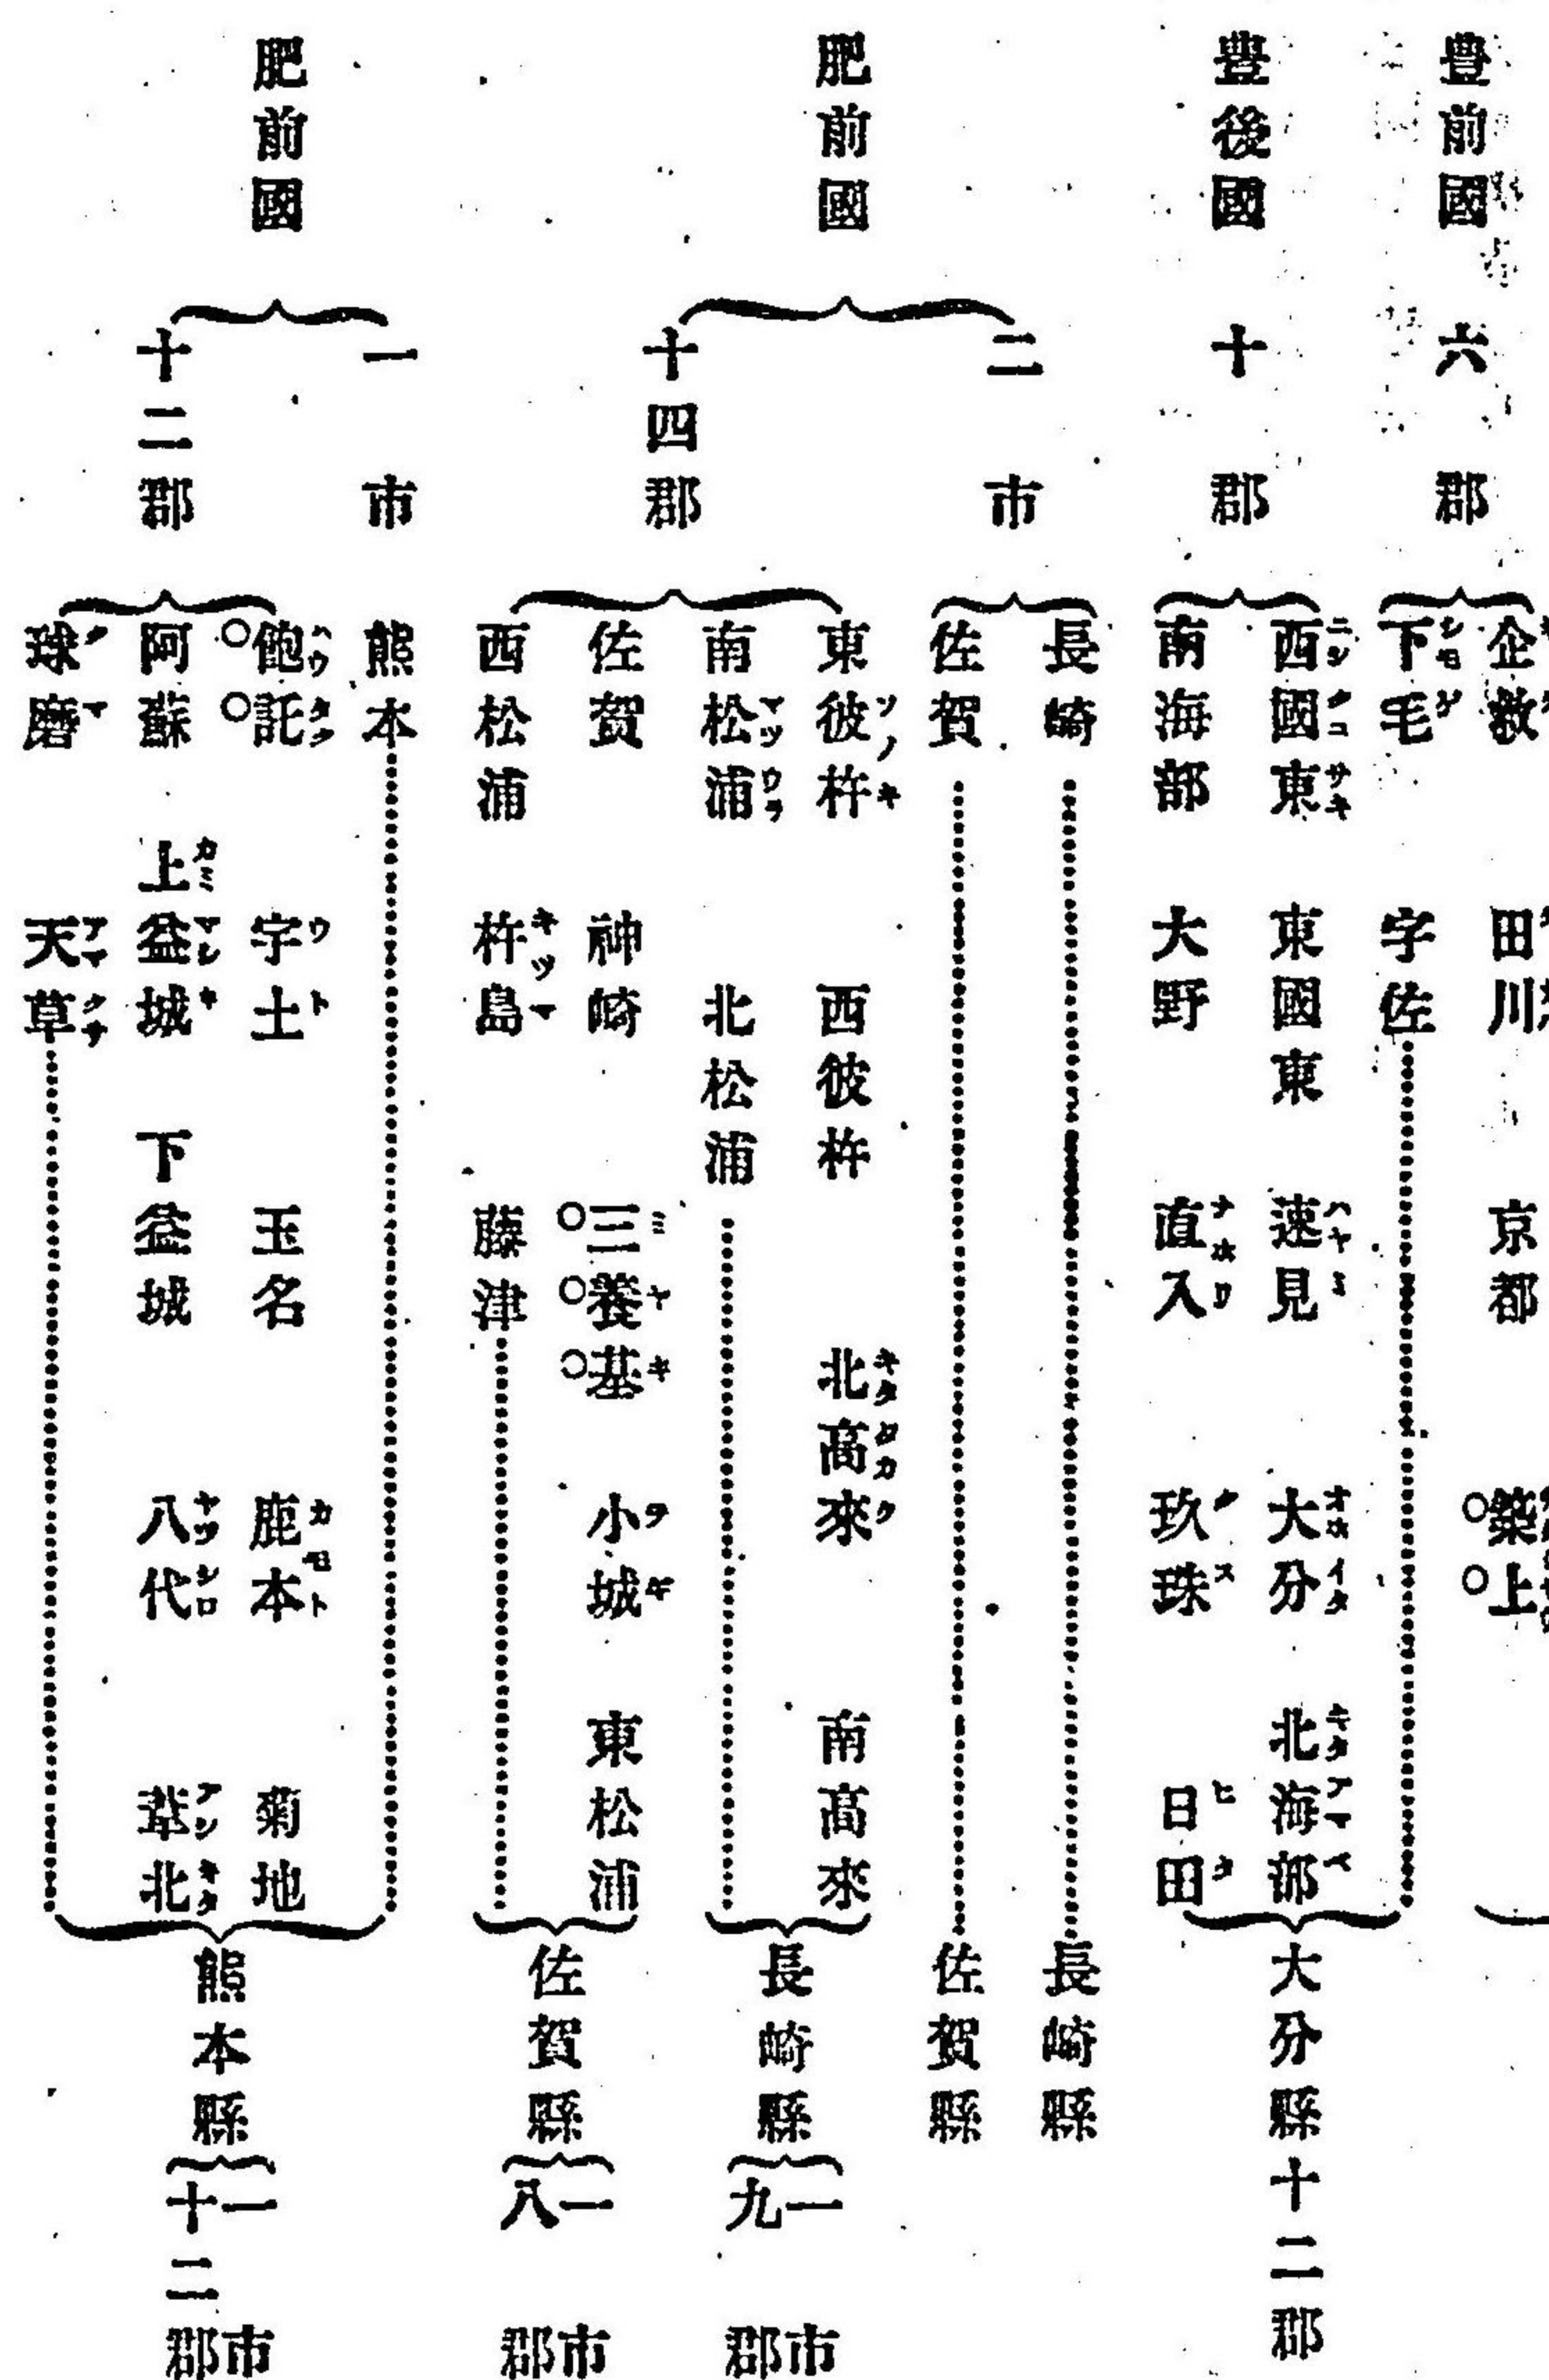 豊前國
六郡
企救 田川 京都 築上
下毛 宇佐
豊後國
十郡
西國東 東國東 速見 大分 北海部
南海部 大野 直入 玖珠 日田
大分縣十二郡
肥前國
二市
長崎
長崎縣
佐賀
佐賀縣
十四郡
東彼杵 西彼杵 北高來 南高來
南松浦 北松浦
長崎縣
一市
九郡
佐賀 神崎 三養基 小城 東松浦
西松浦 杵島 藤津
佐賀縣
一市
八郡
肥前國
一市
熊本
十二郡
飽託 宇土 玉名 鹿本 菊地
阿蘇 上益城 下益城 八代 葦北
球磨 天草
熊本縣
一市
十二郡